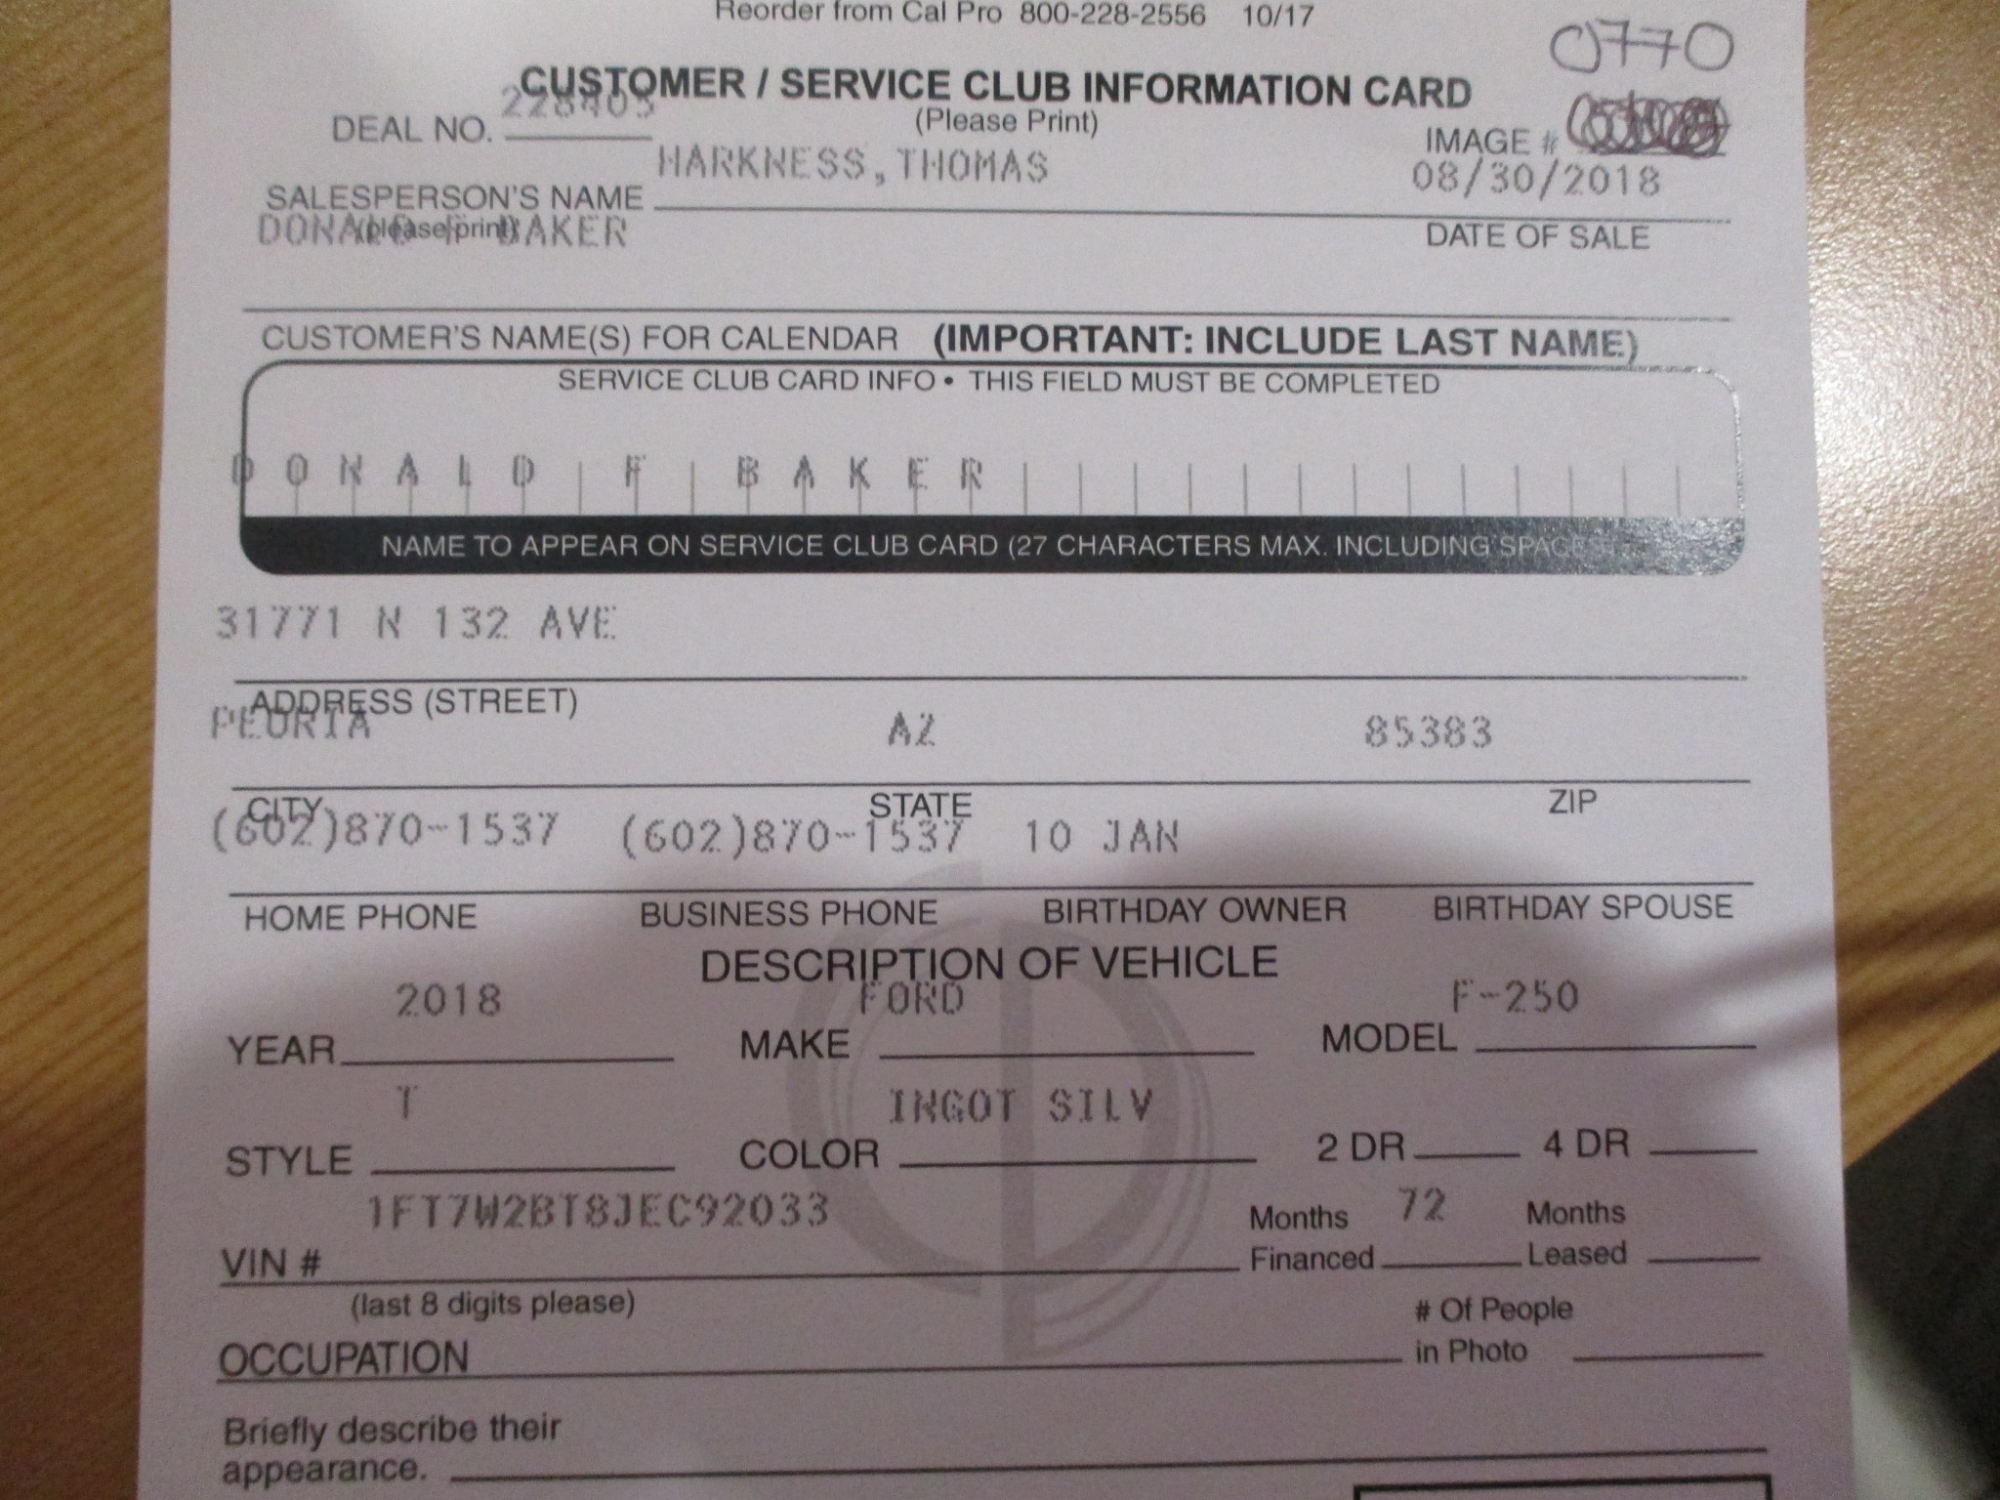 Reorder from Cal Pro 800-228-2556 10/17
0770
CUSTOMER / SERVICE CLUB INFORMATION CARD
228403
(Please Print)
DEAL NO.
IMAGE #
HARKNESS, THOMAS 08/30/2018
SALESPERSON'S NAME
(please print)
DONALD F BAKER
DATE OF SALE
CUSTOMER'S NAME(S) FOR CALENDAR (IMPORTANT: INCLUDE LAST NAME)
SERVICE CLUB CARD INFO • THIS FIELD MUST BE COMPLETED
DONALD F BAKER
NAME TO APPEAR ON SERVICE CLUB CARD (27 CHARACTERS MAX. INCLUDING SPACES)
31771 N 132 AVE
ADDRESS (STREET)
PEORIA AZ 85383
CITY STATE ZIP
(602)870-1537 (602)870-1537 10 JAN
HOME PHONE BUSINESS PHONE BIRTHDAY OWNER BIRTHDAY SPOUSE
DESCRIPTION OF VEHICLE
2018 FORD F-250
YEAR MAKE MODEL
T INGOT SILV
STYLE COLOR 2 DR 4 DR
1FT7W2BT8JEC92033
VIN #
(last 8 digits please)
Months Financed 72 Months Leased
# Of People in Photo
OCCUPATION
Briefly describe their
appearance.